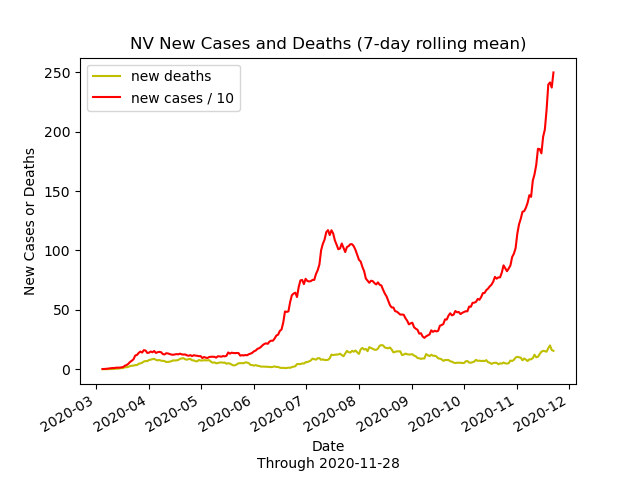 NV New Cases and Deaths (7-day rolling mean)
new deaths
new cases / 10
New Cases or Deaths
250
200
150
100
50
0
2020-03
2020-04
2020-05
2020-06
2020-07
2020-08
2020-09
2020-10
2020-11
2020-12
Date
Through 2020-11-28